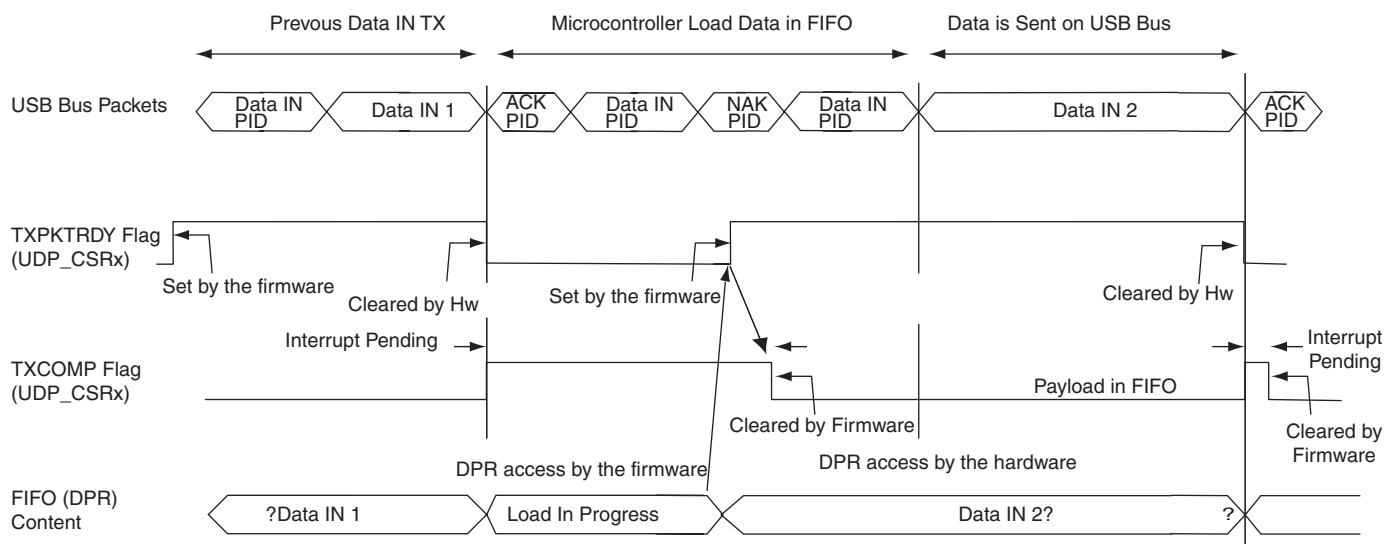 Prevous Data IN TX
Microcontroller Load Data in FIFO
Data is Sent on USB Bus
USB Bus Packets
Data IN
PID
Data IN 1
ACK
PID
Data IN
PID
NAK
PID
Data IN
PID
Data IN 2
ACK
PID
TXPKTRDY Flag
(UDP_CSRx)
Set by the firmware
Cleared by Hw
Set by the firmware
Cleared by Hw
Interrupt Pending
Interrupt
Pending
TXCOMP Flag
(UDP_CSRx)
Payload in FIFO
Cleared by Firmware
Cleared by
Firmware
DPR access by the firmware
DPR access by the hardware
FIFO (DPR)
Content
?Data IN 1
Load In Progress
Data IN 2?
?